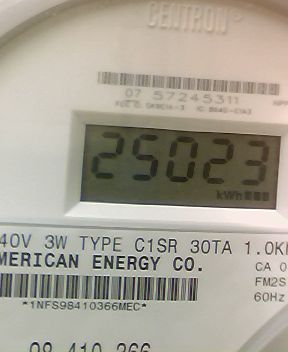 CENTRON®
07 57245311
25023
kWh
40V 3W TYPE C1SR 30TA 1.0K
MERICAN ENERGY CO.
CA 0
FM2S
60Hz
*1NFS98410366MEC*
98 410 366